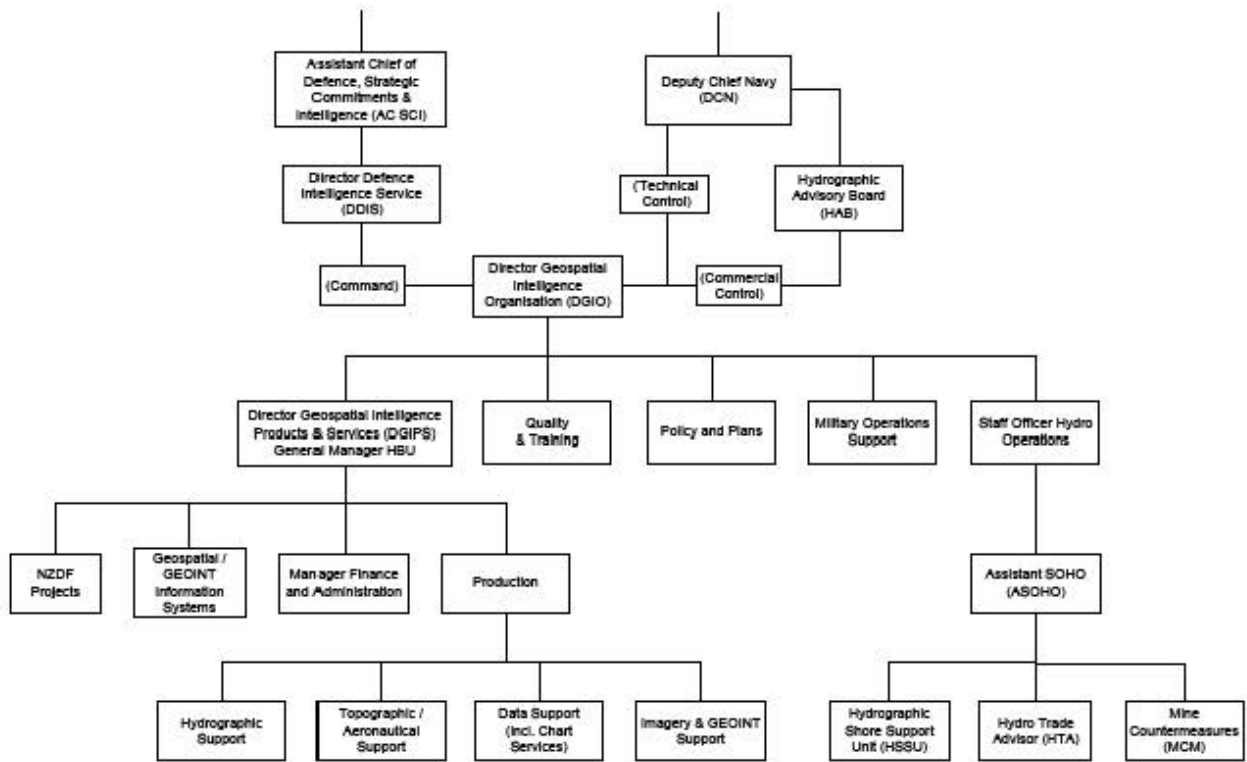 Assistant Chief of
Defence, Strategic
Commitments &
Intelligence (AC SCI)
Deputy Chief Navy
(DCN)
Director Defence
Intelligence Service
(DDIS)
(Technical
Control)
Hydrographic
Advisory Board
(HAB)
(Command)
Director Geospatial
Intelligence
Organisation (DGIO)
(Commercial
Control)
Director Geospatial Intelligence
Products & Services (DGIPS)
General Manager HBU
Quality
& Training
Policy and Plans
Military Operations
Support
Staff Officer Hydro
Operations
NZDF
Projects
Geospatial /
GEOINT
Information
Systems
Manager Finance
and Administration
Production
Assistant SOHO
(ASOHO)
Hydrographic
Support
Topographic /
Aeronautical
Support
Data Support
(Incl. Chart
Services)
Imagery & GEOINT
Support
Hydrographic
Shore Support
Unit (HSSU)
Hydro Trade
Advisor (HTA)
Mine
Countermeasures
(MCM)